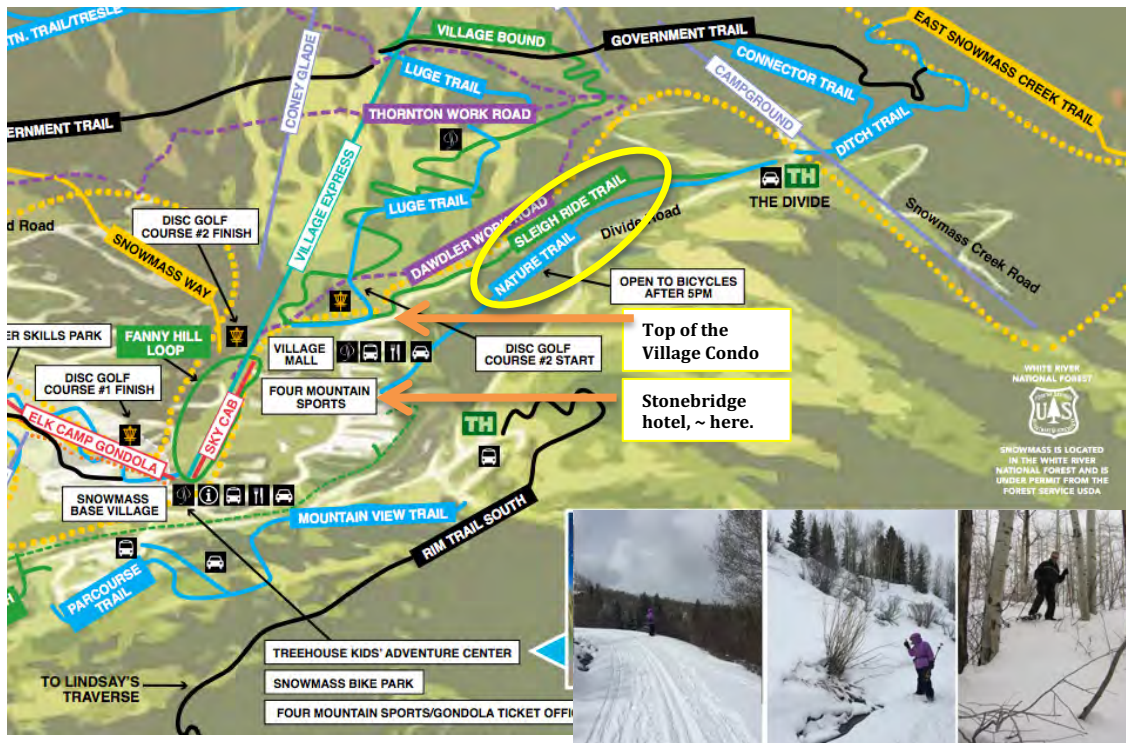 TN. TRAIL/TRESLE
VILLAGE BOUND
GOVERNMENT TRAIL
EAST SNOWMASS CREEK TRAIL
CONEY GLADE
LUGE TRAIL
CONNECTOR TRAIL
CAMPGROUND
THORNTON WORK ROAD
ERNMENT TRAIL
DITCH TRAIL
VILLAGE EXPRESS
TH
THE DIVIDE
LUGE TRAIL
SLEIGH RIDE TRAIL
DAWDLER WORK ROAD
Divide Road
Snowmass Creek Road
d Road
DISC GOLF
COURSE #2 FINISH
SNOWMASS WAY
NATURE TRAIL
OPEN TO BICYCLES
AFTER 5PM
ER SKILLS PARK
FANNY HILL
LOOP
Top of the
Village Condo
VILLAGE
MALL
DISC GOLF
COURSE #2 START
DISC GOLF
COURSE #1 FINISH
FOUR MOUNTAIN
SPORTS
Stonebridge
hotel, ~ here.
WHITE RIVER
NATIONAL FOREST
U S
SNOWMASS IS LOCATED
IN THE WHITE RIVER
NATIONAL FOREST AND IS
UNDER PERMIT FROM THE
FOREST SERVICE USDA
SKY CAB
ELK CAMP GONDOLA
TH
SNOWMASS
BASE VILLAGE
MOUNTAIN VIEW TRAIL
RIM TRAIL SOUTH
PARCOURSE
TRAIL
H
TREEHOUSE KIDS' ADVENTURE CENTER
TO LINDSAY'S
TRAVERSE
SNOWMASS BIKE PARK
FOUR MOUNTAIN SPORTS/GONDOLA TICKET OFFI